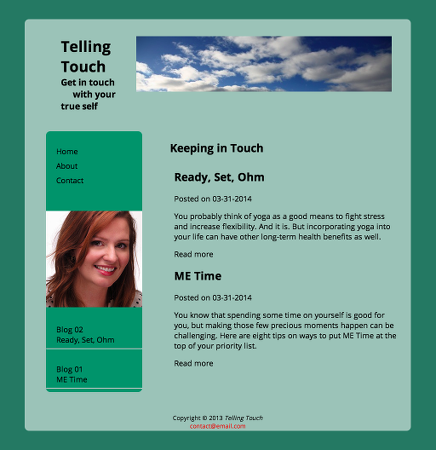 Telling
Touch
Get in touch
with your
true self
Home
About
Contact
Blog 02
Ready, Set, Ohm
Blog 01
ME Time
Keeping in Touch
Ready, Set, Ohm
Posted on 03-31-2014
You probably think of yoga as a good means to fight stress
and increase flexibility. And it is. But incorporating yoga into
your life can have other long-term health benefits as well.
Read more
ME Time
Posted on 03-31-2014
You know that spending some time on yourself is good for
you, but making those few precious moments happen can be
challenging. Here are eight tips on ways to put ME Time at the
top of your priority list.
Read more
Copyright © 2013 Telling Touch
contact@email.com